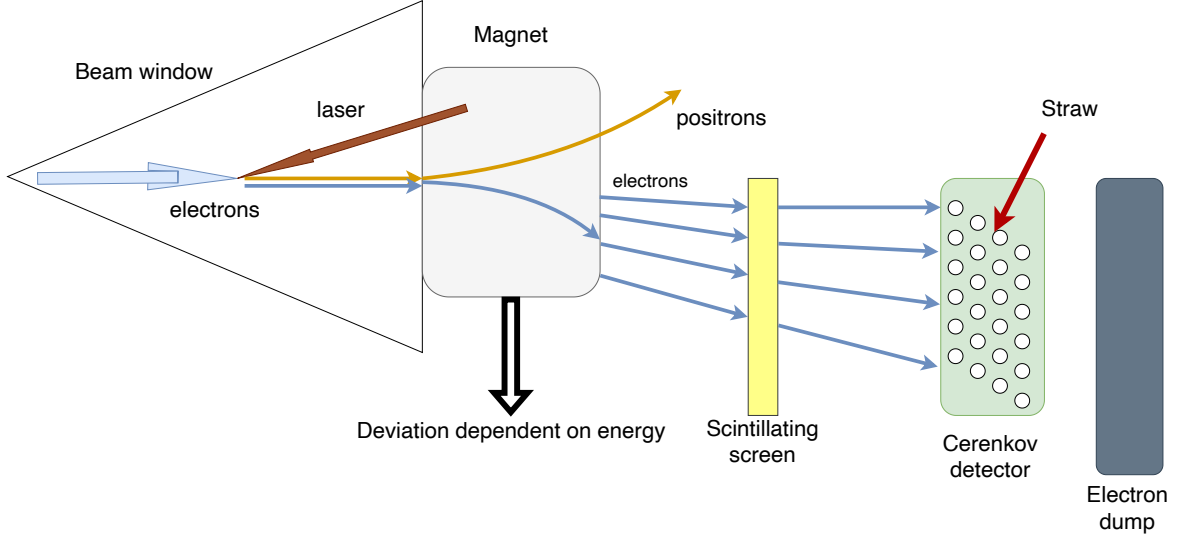 Magnet
Beam window
laser
positrons
Straw
electrons
electrons
Deviation dependent on energy
Scintillating
screen
Cerenkov
detector
Electron
dump